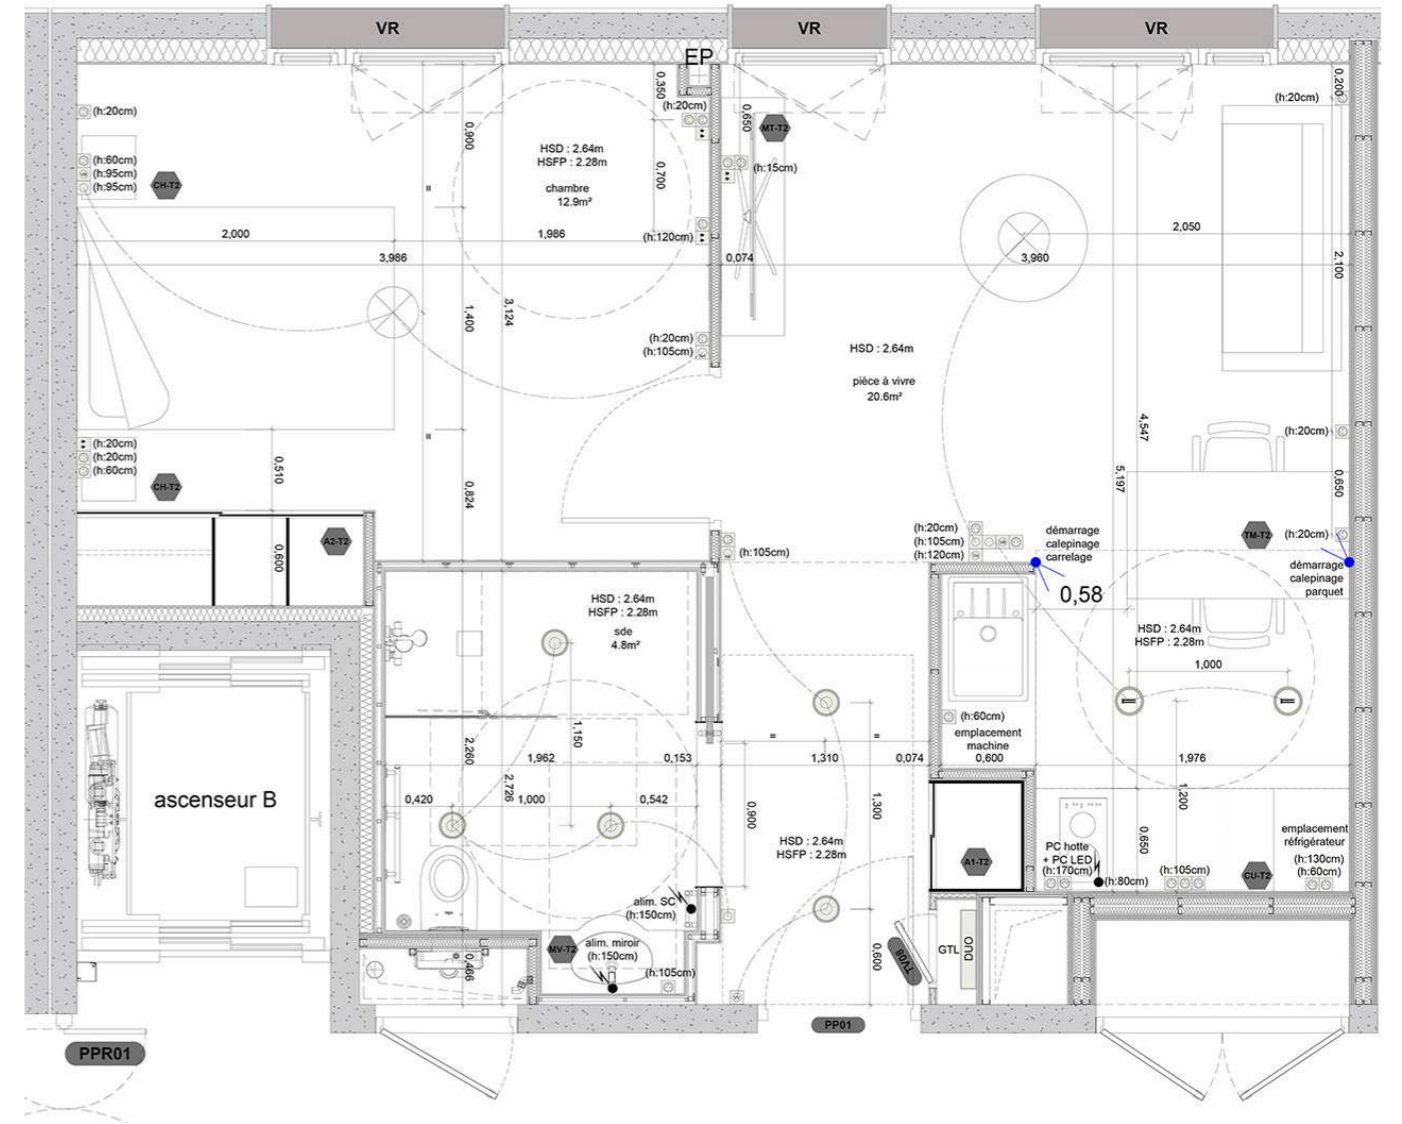 VR
VR
VR
EP
(h:20cm)
(h:60cm)
(h:95cm)
(h:95cm)
CH-T2
0,900
=
HSD : 2.64m
HSFP : 2.28m
chambre
12.9m²
0,350
(h:20cm)
0,700
(h:120cm)
2,000
1,986
3,986
1,400
3,124
(h:20cm)
(h:105cm)
=
(h:20cm)
(h:20cm)
(h:60cm)
CH-T2
0,510
0,824
A2-T2
0,600
0,650
MT-T2
(h:15cm)
0,074
3,960
2,050
0,200
(h:20cm)
2,100
HSD : 2.64m
pièce à vivre
20.6m²
4,547
5,197
(h:20cm)
0,650
(h:20cm)
TM-T2
(h:20cm)
(h:105cm)
(h:120cm)
démarrage
calepinage
carrelage
démarrage
calepinage
parquet
0,58
HSD : 2.64m
HSFP : 2.28m
1,000
(h:105cm)
HSD : 2.64m
HSFP : 2.28m
sde
4.8m²
1,150
2,260
2,726
1,962
0,153
0,420
1,000
0,542
=
=
1,310
0,074
0,900
1,300
(h:60cm)
emplacement
machine
0,600
1,976
1,200
0,650
ascenseur B
HSD : 2.64m
HSFP : 2.28m
A1-T2
PC hotte
+ PC LED
(h:170cm)
(h:80cm)
(h:105cm)
CU-T2
emplacement
réfrigérateur
(h:130cm)
(h:60cm)
alim. SC
(h:150cm)
MV-T2
alim. miroir
(h:150cm)
(h:105cm)
0,466
0,600
TV08
GTL
DUO
PP01
PPR01